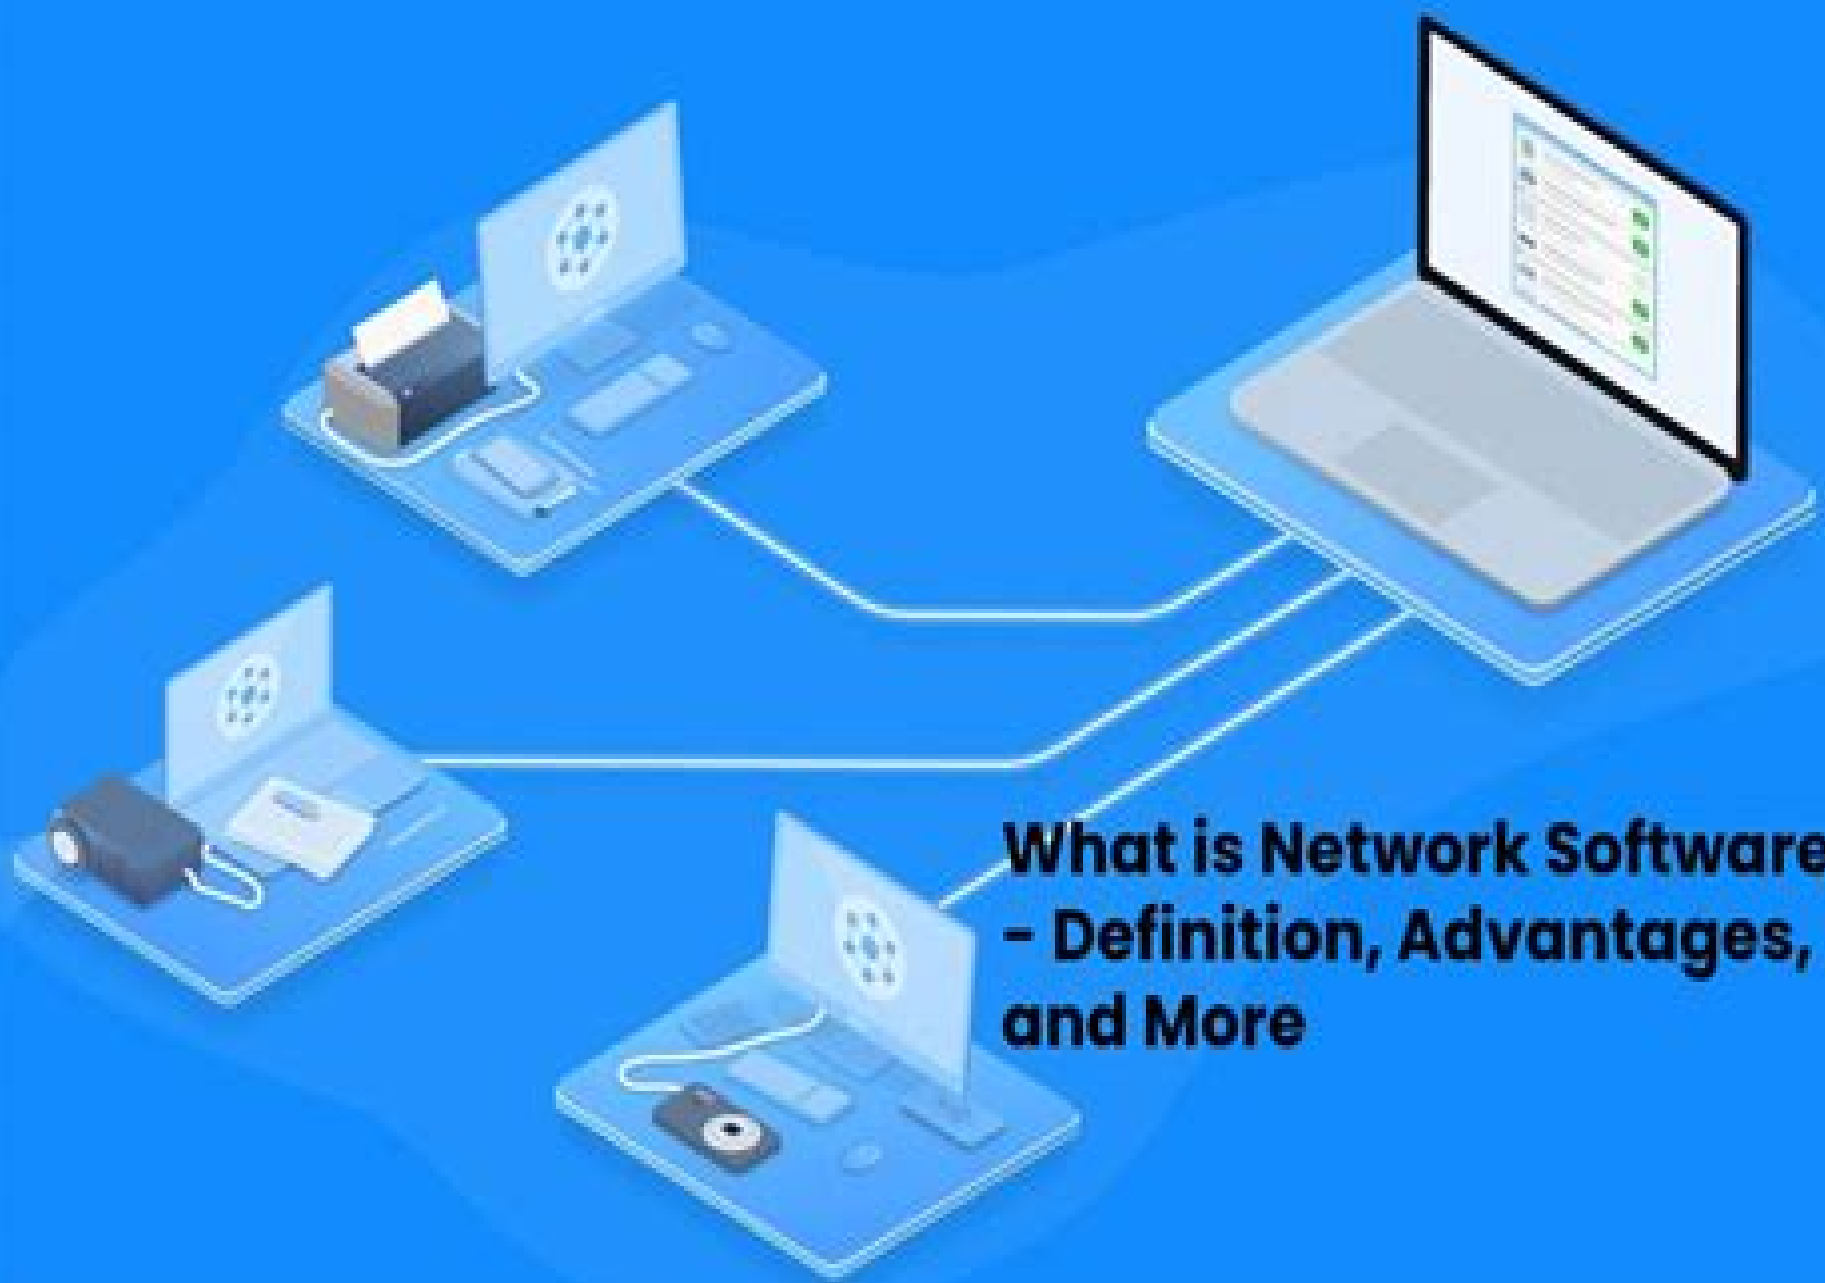 What is Network Software
- Definition, Advantages,
and More